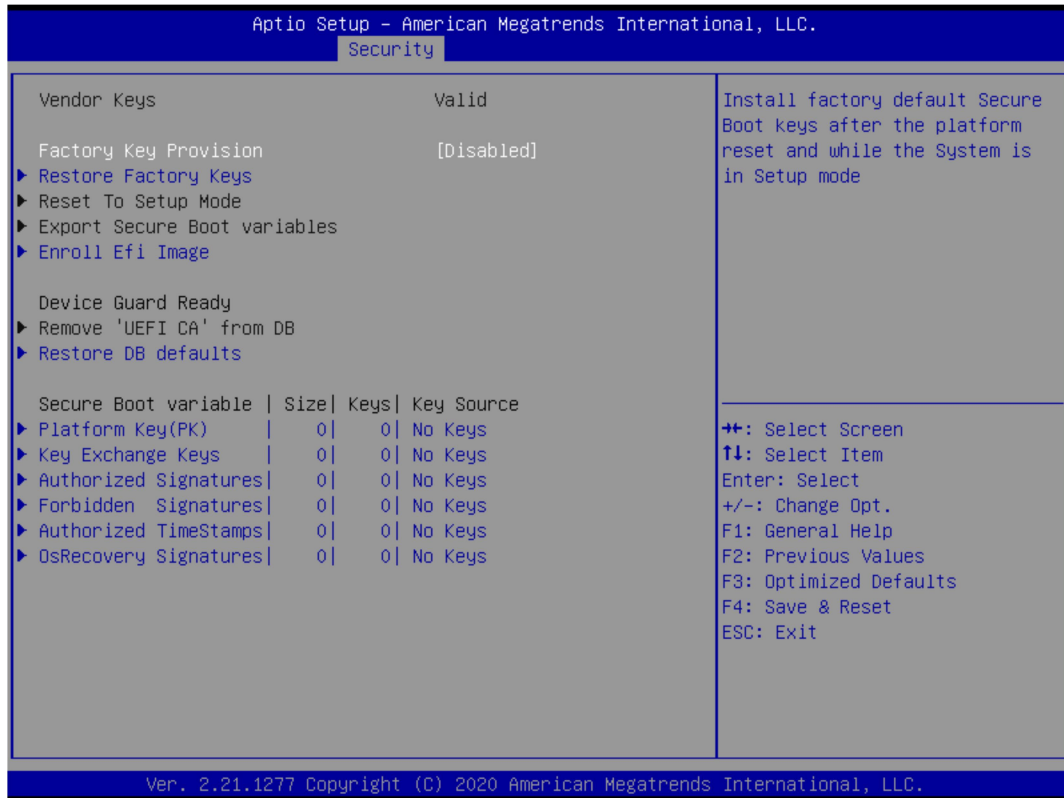 Aptio Setup – American Megatrends International, LLC.
Security
Vendor Keys Valid
Factory Key Provision [Disabled]
▶ Restore Factory Keys
▶ Reset To Setup Mode
▶ Export Secure Boot variables
▶ Enroll Efi Image
Device Guard Ready
▶ Remove 'UEFI CA' from DB
▶ Restore DB defaults
Secure Boot variable | Size| Keys| Key Source
▶ Platform Key(PK) | 0| 0| No Keys
▶ Key Exchange Keys | 0| 0| No Keys
▶ Authorized Signatures| 0| 0| No Keys
▶ Forbidden Signatures| 0| 0| No Keys
▶ Authorized TimeStamps| 0| 0| No Keys
▶ OsRecovery Signatures| 0| 0| No Keys
Install factory default Secure
Boot keys after the platform
reset and while the System is
in Setup mode
→←: Select Screen
↑↓: Select Item
Enter: Select
+/-: Change Opt.
F1: General Help
F2: Previous Values
F3: Optimized Defaults
F4: Save & Reset
ESC: Exit
Ver. 2.21.1277 Copyright (C) 2020 American Megatrends International, LLC.